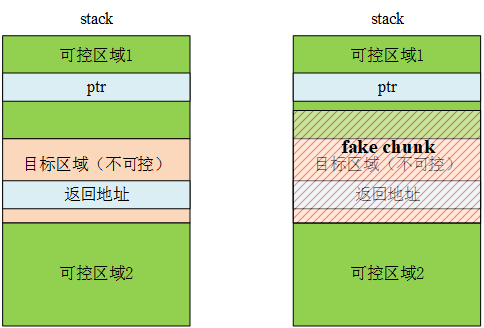 stack
可控区域1
ptr
目标区域（不可控）
返回地址
可控区域2
stack
可控区域1
ptr
fake chunk
目标区域（不可控）
返回地址
可控区域2